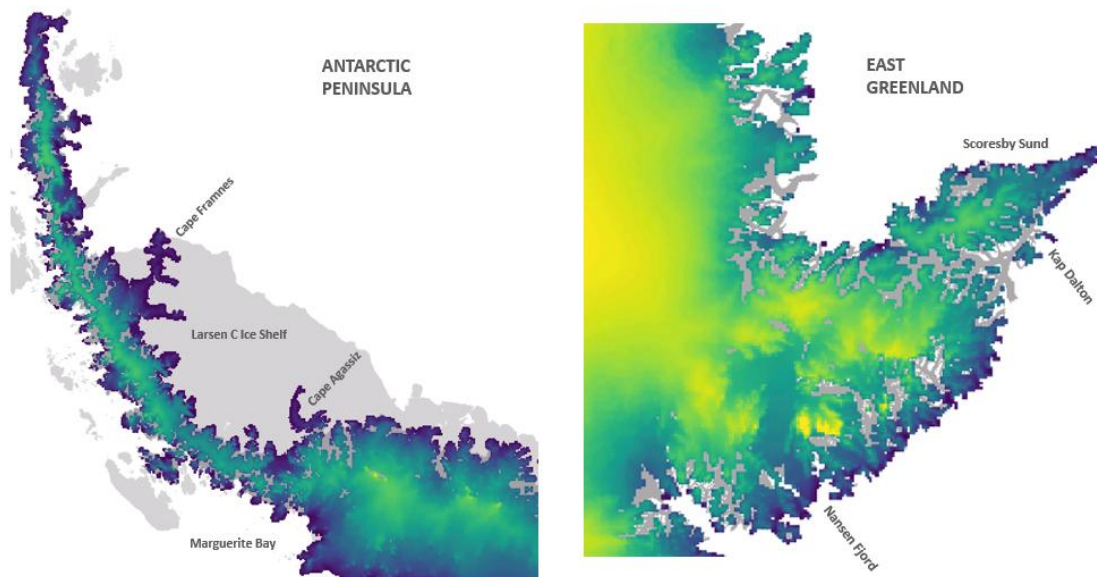 ANTARCTIC
PENINSULA
Cape Framnes
Larsen C Ice Shelf
Cape Agassiz
Marguerite Bay
EAST
GREENLAND
Scoresby Sund
Kap Dalton
Nansen Fjord